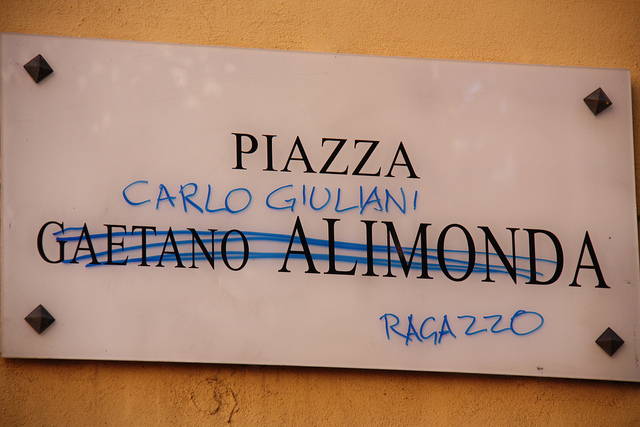 PIAZZA
CARLO GIULIANI
GAETANO ALIMONDA
RAGAZZO